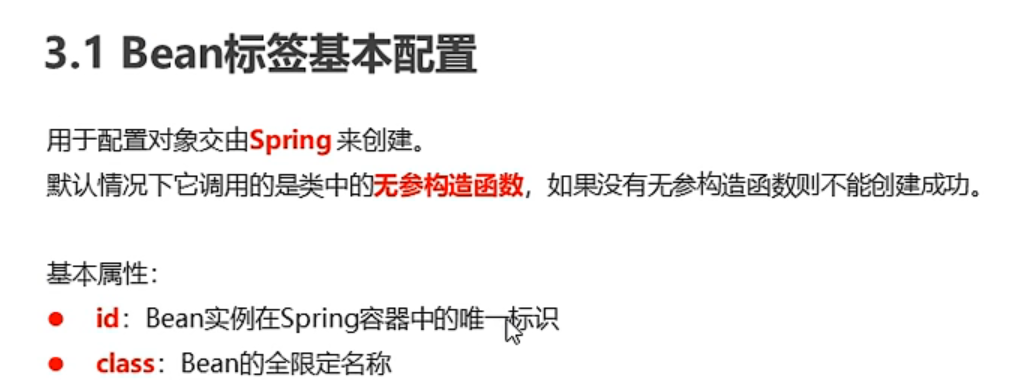 3.1 Bean标签基本配置
用于配置对象交由Spring 来创建。
默认情况下它调用的是类中的无参构造函数，如果没有无参构造函数则不能创建成功。
基本属性：
● id：Bean实例在Spring容器中的唯一标识
● class：Bean的全限定名称